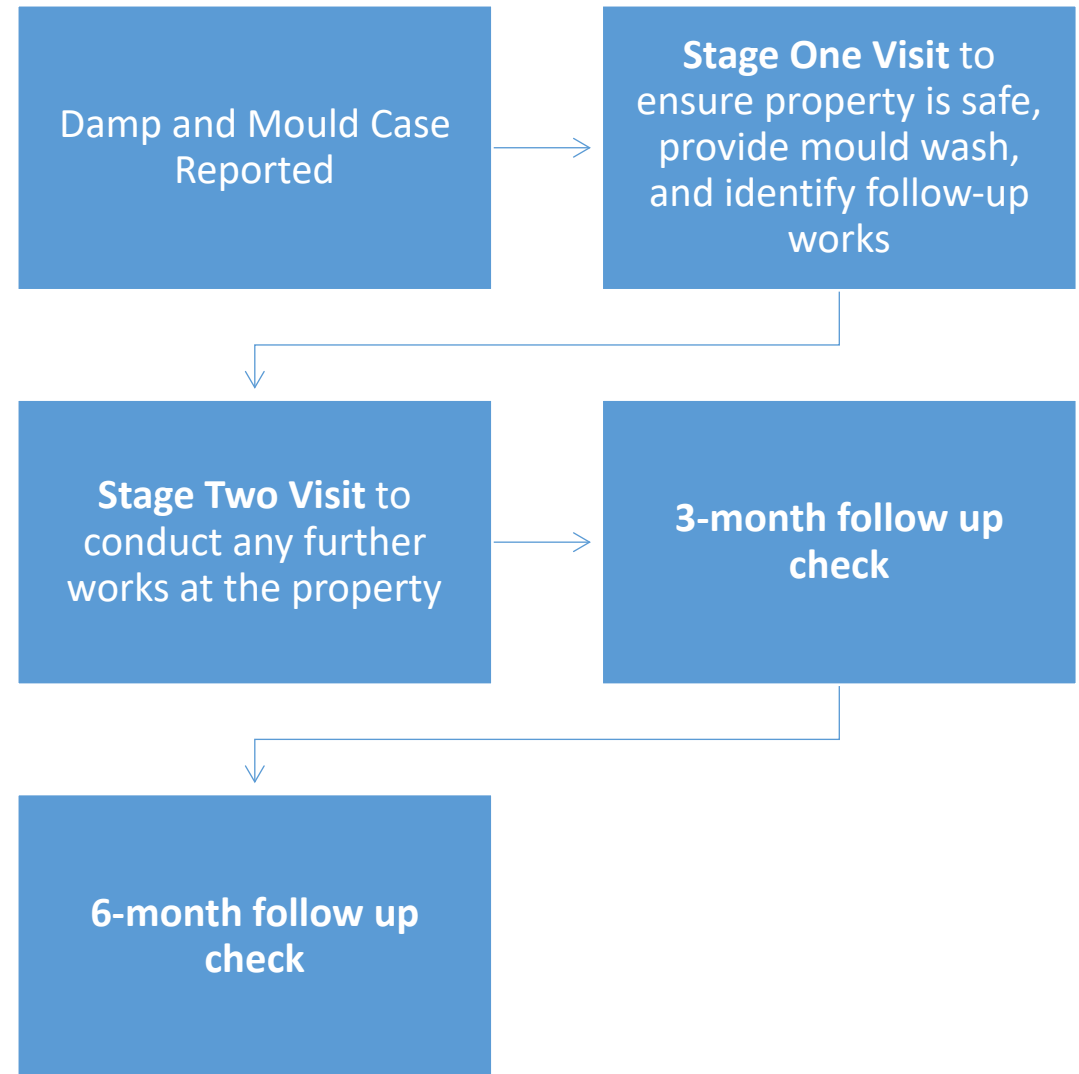 Damp and Mould Case
Reported
Stage One Visit to
ensure property is safe,
provide mould wash,
and identify follow-up
works
Stage Two Visit to
conduct any further
works at the property
3-month follow up
check
6-month follow up
check